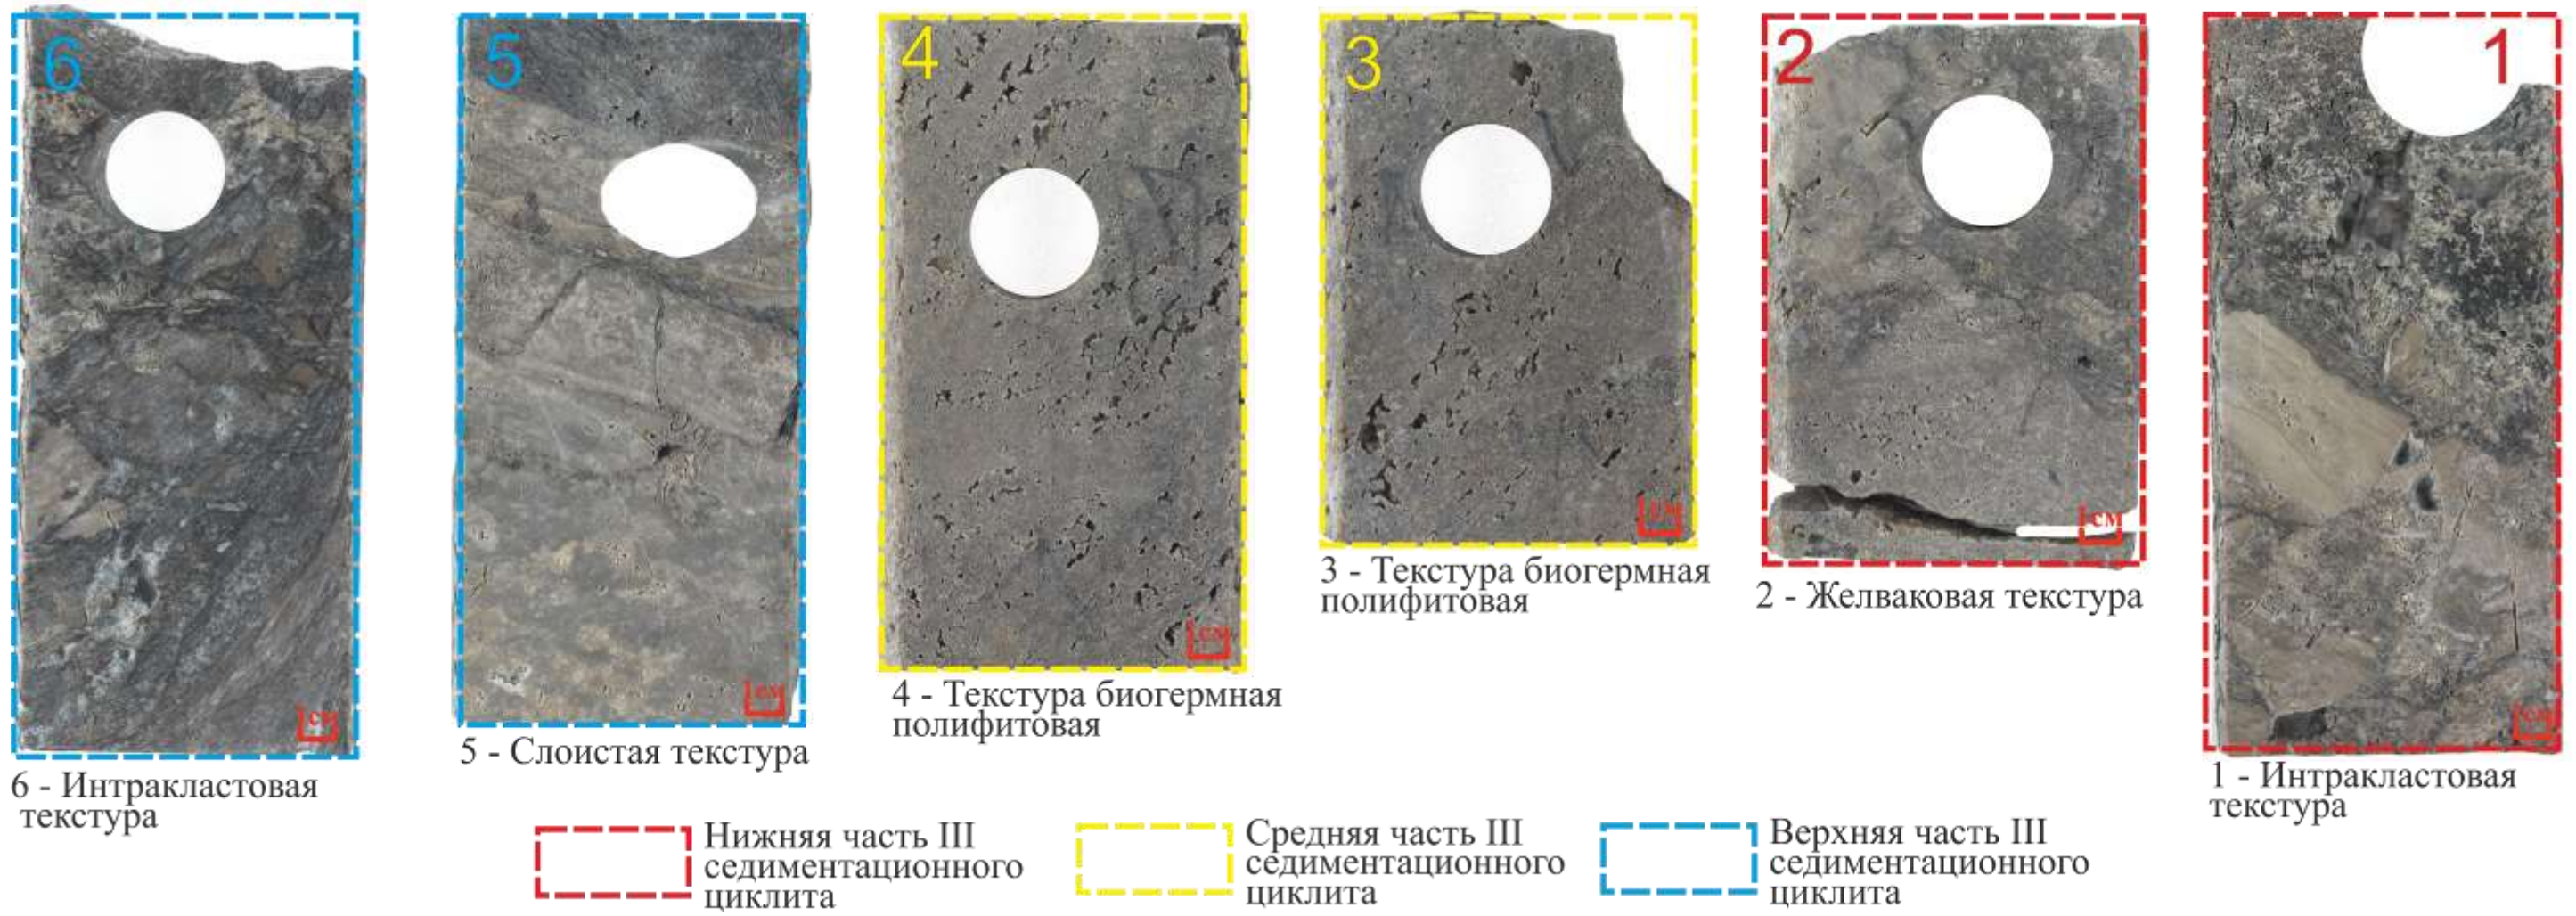 6
5
4
3
2
1
см
см
см
см
см
см
6 - Интракластовая
текстура
5 - Слоистая текстура
4 - Текстура биогермная
полифитовая
3 - Текстура биогермная
полифитовая
2 - Желваковая текстура
1 - Интракластовая
текстура
Нижняя часть III
седиментационного
циклита
Средняя часть III
седиментационного
циклита
Верхняя часть III
седиментационного
циклита